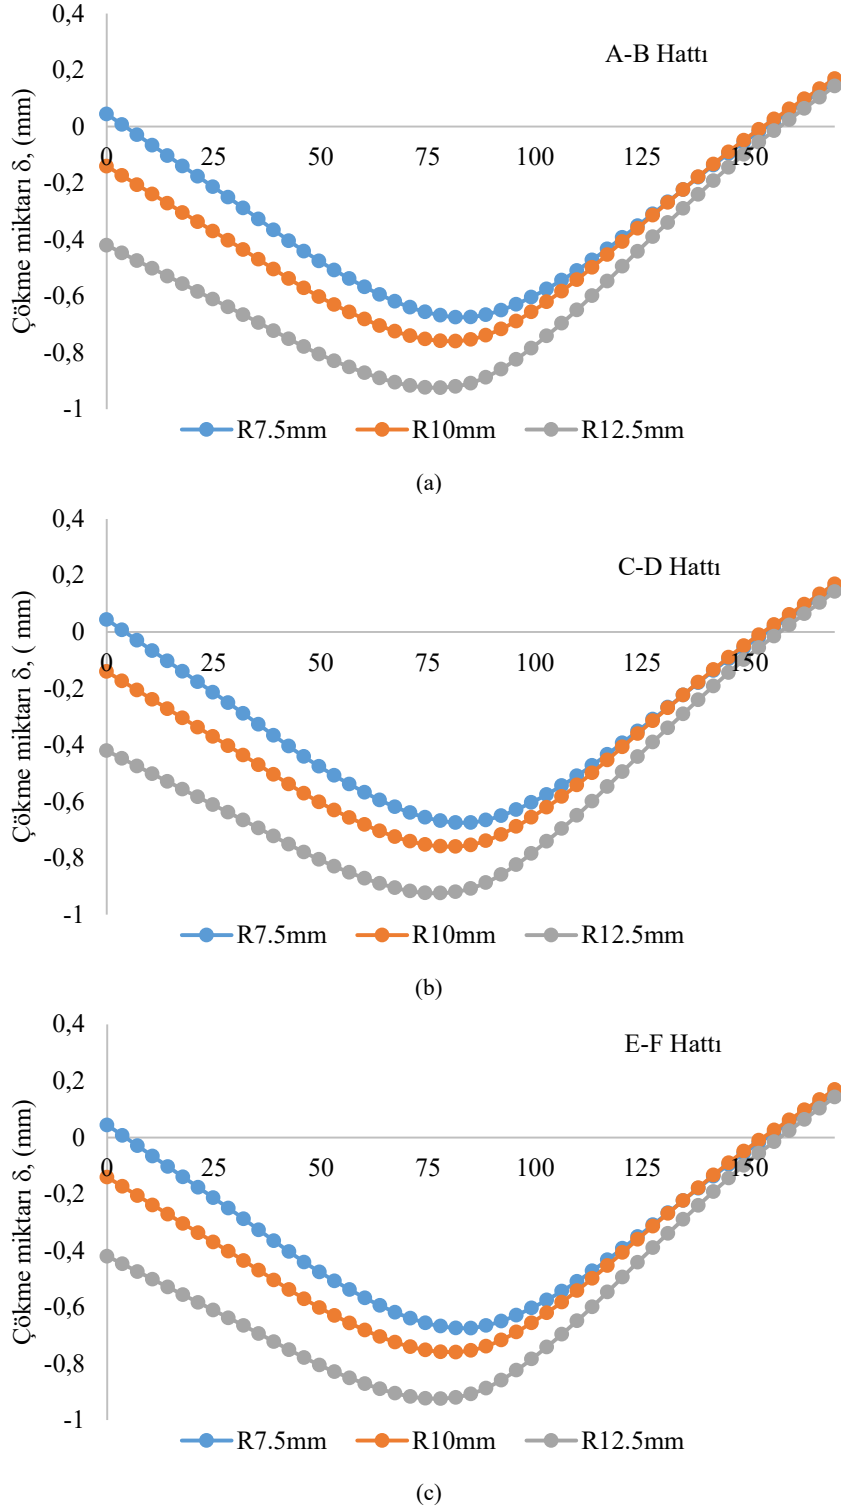 0,4
A-B Hattı
0,2
0
0 25 50 75 100 125 150
-0,2
-0,4
-0,6
-0,8
-1
Çökme miktarı δ, (mm)
R7.5mm R10mm R12.5mm
(a)
0,4
C-D Hattı
0,2
0
0 25 50 75 100 125 150
-0,2
-0,4
-0,6
-0,8
-1
Çökme miktarı δ, ( mm)
R7.5mm R10mm R12.5mm
(b)
0,4
E-F Hattı
0,2
0
0 25 50 75 100 125 150
-0,2
-0,4
-0,6
-0,8
-1
Çökme miktarı δ, (mm)
R7.5mm R10mm R12.5mm
(c)